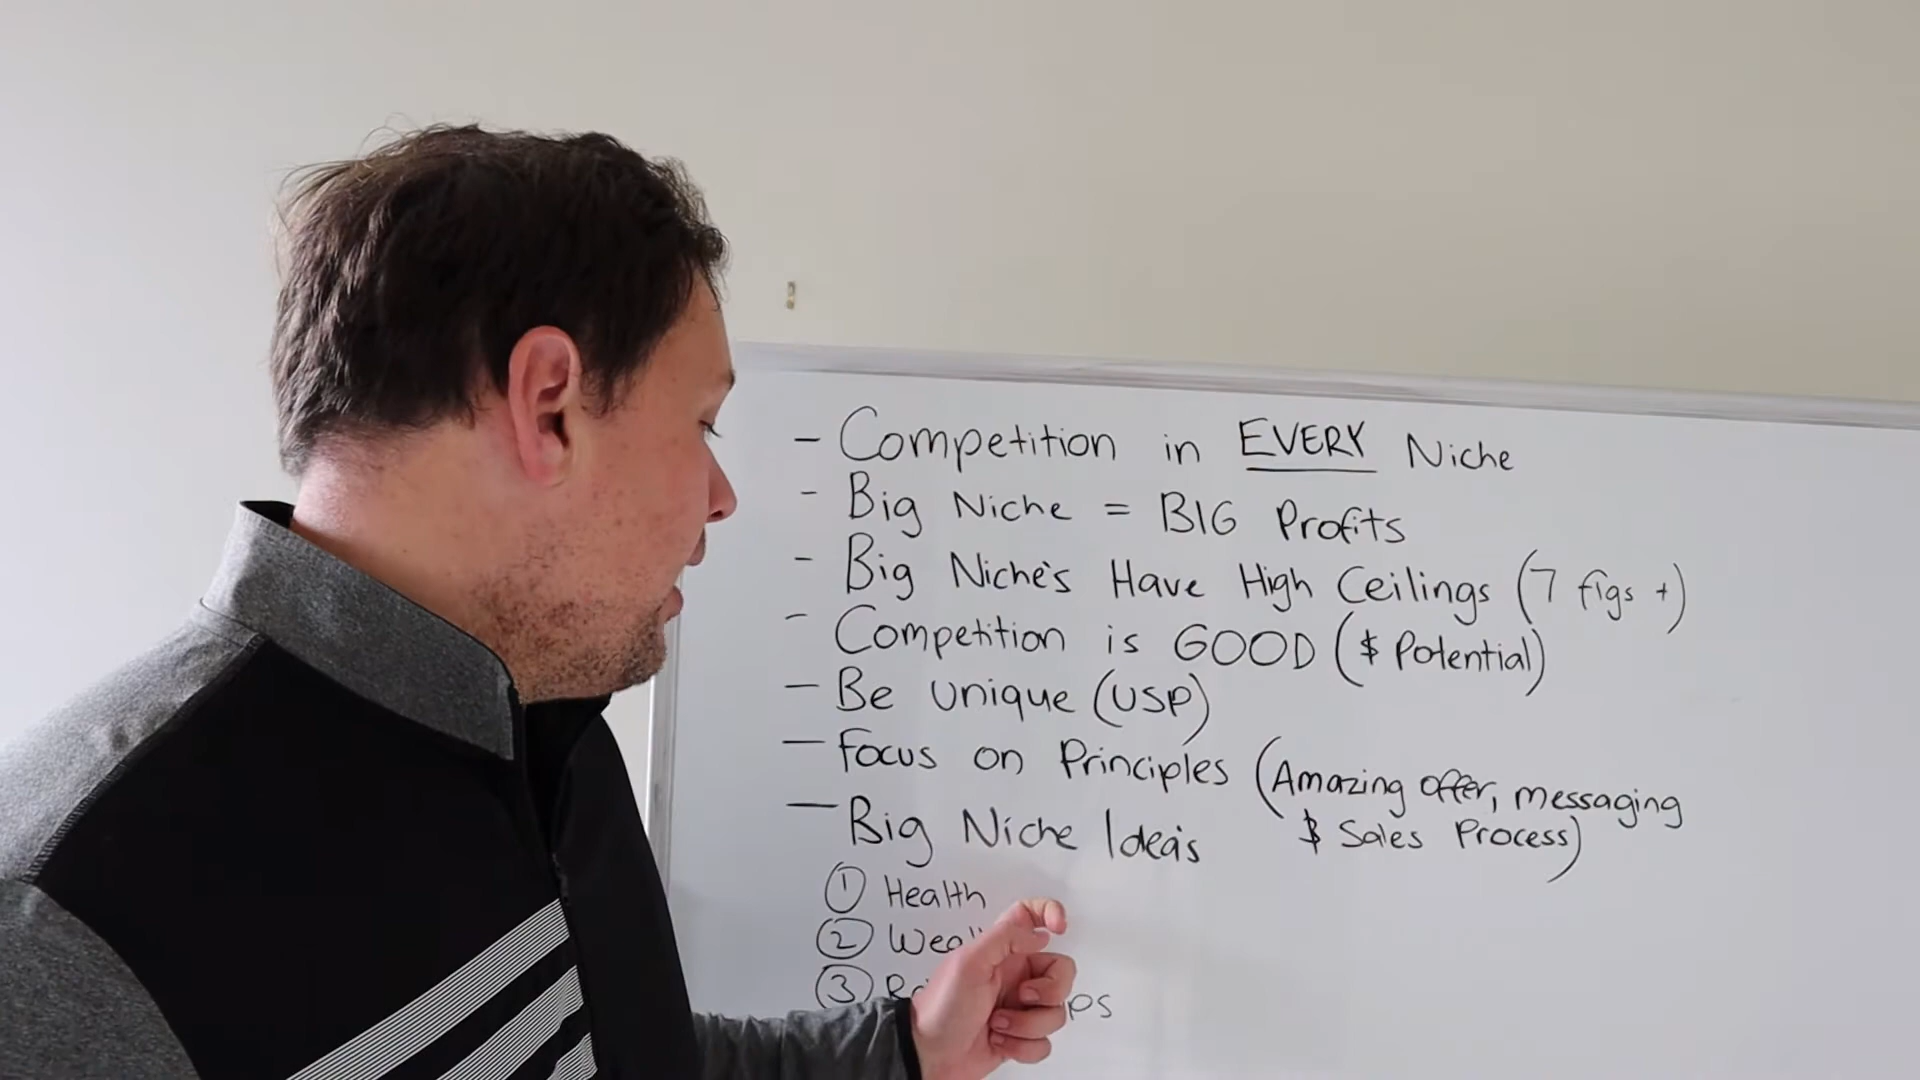 - Competition in EVERY Niche
- Big Niche = BIG Profits
- Big Niche's Have High Ceilings (7 figs +)
- Competition is GOOD ($ Potential)
- Be Unique (USP)
- Focus on Principles (Amazing offer, messaging
$ Sales Process)
- Big Niche Idea's
① Health
②
③